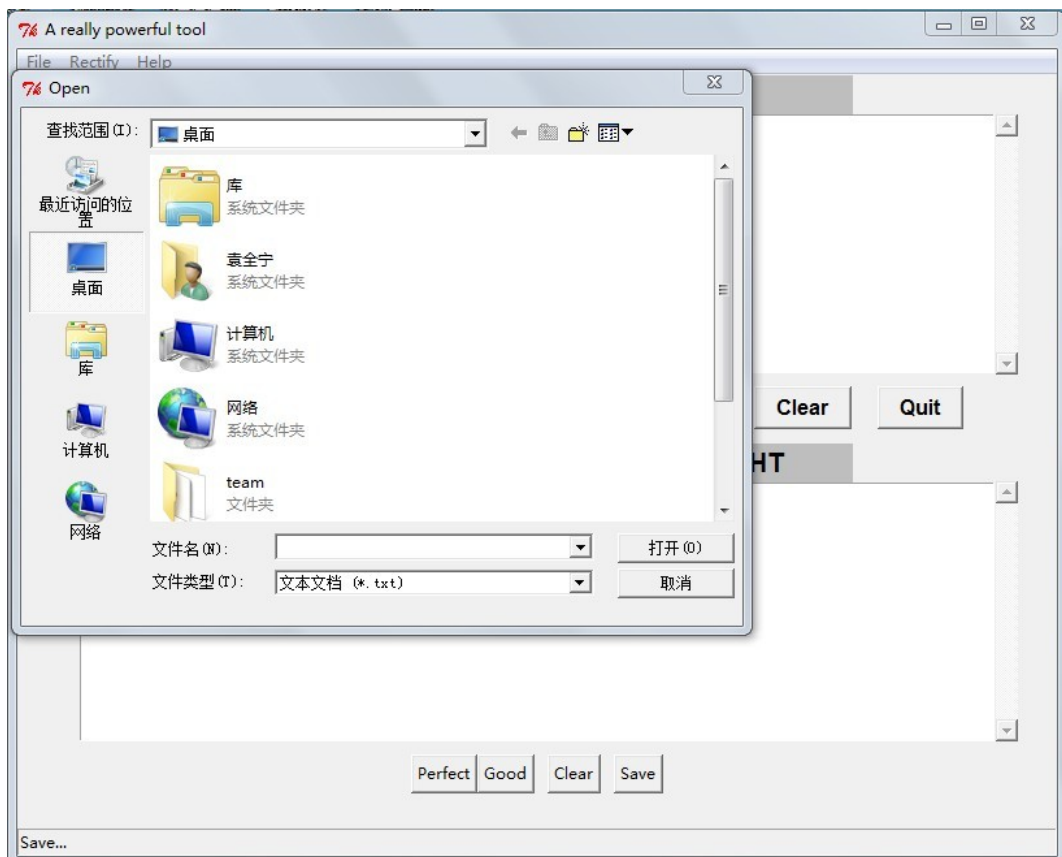 A really powerful tool
File Rectify Help
Open
查找范围(I):
桌面
最近访问的位
置
桌面
库
计算机
网络
库
系统文件夹
袁全宁
系统文件夹
计算机
系统文件夹
网络
系统文件夹
team
文件夹
文件名(N):
打开(O)
文件类型(T):
文本文档 (*.txt)
取消
Clear
Quit
HT
Perfect
Good
Clear
Save
Save...